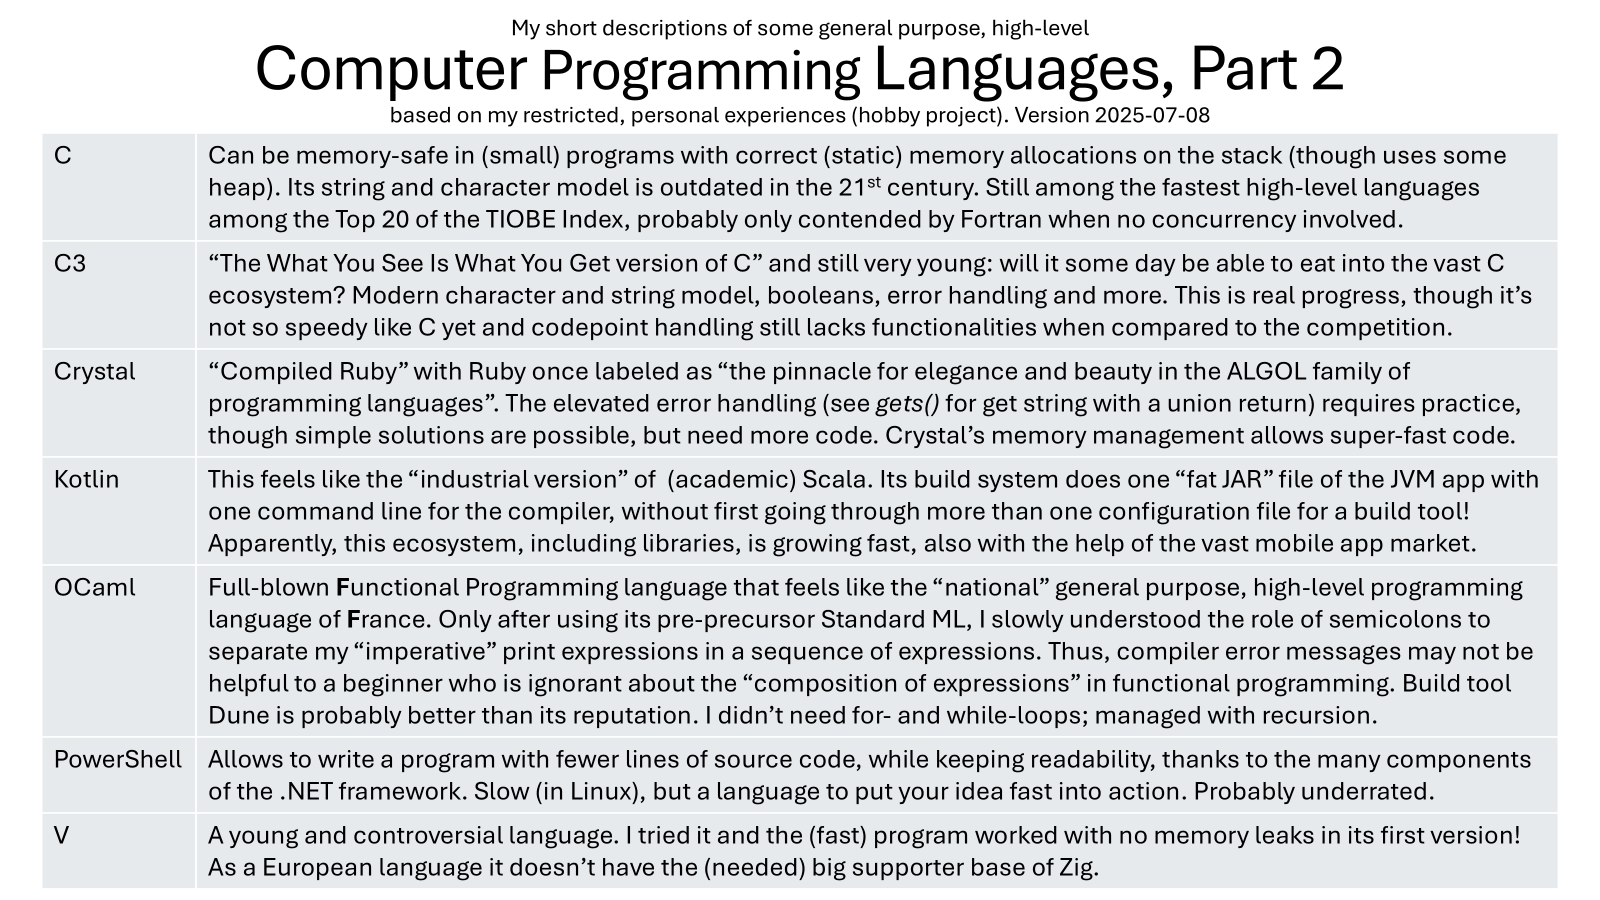 My short descriptions of some general purpose, high-level
Computer Programming Languages, Part 2
based on my restricted, personal experiences (hobby project). Version 2025-07-08
C
Can be memory-safe in (small) programs with correct (static) memory allocations on the stack (though uses some
heap). Its string and character model is outdated in the 21st century. Still among the fastest high-level languages
among the Top 20 of the TIOBE Index, probably only contended by Fortran when no concurrency involved.
C3
“The What You See Is What You Get version of C” and still very young: will it some day be able to eat into the vast C
ecosystem? Modern character and string model, booleans, error handling and more. This is real progress, though it’s
not so speedy like C yet and codepoint handling still lacks functionalities when compared to the competition.
Crystal
“Compiled Ruby” with Ruby once labeled as “the pinnacle for elegance and beauty in the ALGOL family of
programming languages”. The elevated error handling (see gets() for get string with a union return) requires practice,
though simple solutions are possible, but need more code. Crystal’s memory management allows super-fast code.
Kotlin
This feels like the “industrial version” of (academic) Scala. Its build system does one “fat JAR” file of the JVM app with
one command line for the compiler, without first going through more than one configuration file for a build tool!
Apparently, this ecosystem, including libraries, is growing fast, also with the help of the vast mobile app market.
OCaml
Full-blown Functional Programming language that feels like the “national” general purpose, high-level programming
language of France. Only after using its pre-precursor Standard ML, I slowly understood the role of semicolons to
separate my “imperative” print expressions in a sequence of expressions. Thus, compiler error messages may not be
helpful to a beginner who is ignorant about the “composition of expressions” in functional programming. Build tool
Dune is probably better than its reputation. I didn’t need for- and while-loops; managed with recursion.
PowerShell
Allows to write a program with fewer lines of source code, while keeping readability, thanks to the many components
of the .NET framework. Slow (in Linux), but a language to put your idea fast into action. Probably underrated.
V
A young and controversial language. I tried it and the (fast) program worked with no memory leaks in its first version!
As a European language it doesn’t have the (needed) big supporter base of Zig.